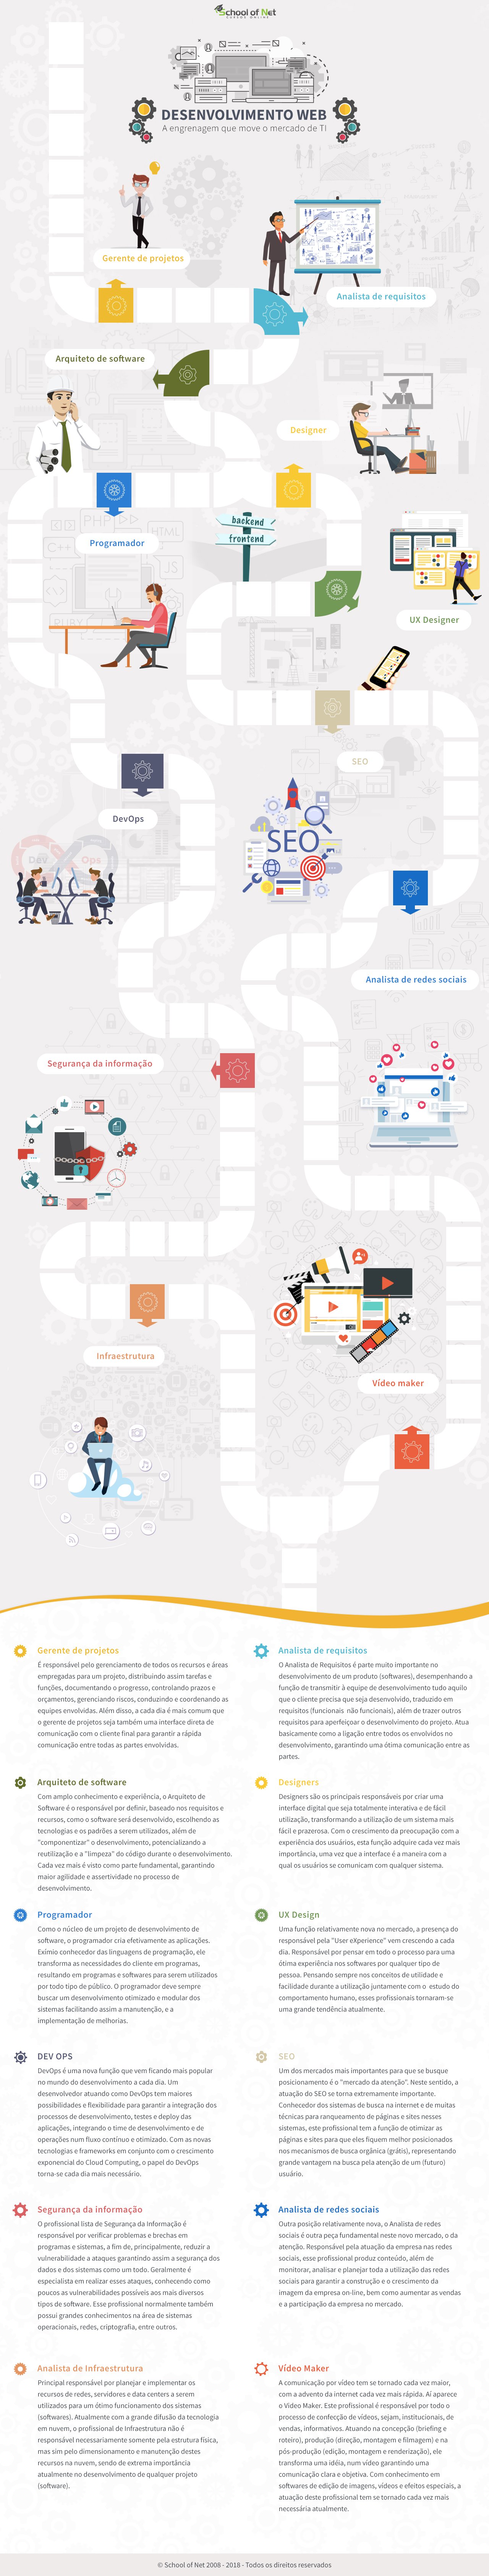 School of Net
CURSOS ONLINE
DESENVOLVIMENTO WEB
A engrenagem que move o mercado de TI
Gerente de projetos
Analista de requisitos
Arquiteto de software
Designer
Programador
PHP
HTML
C++
RUBY
backend
frontend
UX Designer
SEO
DevOps
Dev
Ops
SEO
Analista de redes sociais
Segurança da informação
Infraestrutura
Vídeo maker
Gerente de projetos
É responsável pelo gerenciamento de todos os recursos e áreas
empregadas para um projeto, distribuindo assim tarefas e
funções, documentando o progresso, controlando prazos e
orçamentos, gerenciando riscos, conduzindo e coordenando as
equipes envolvidas. Além disso, a cada dia é mais comum que
o gerente de projetos seja também uma interface direta de
comunicação com o cliente final para garantir a rápida
comunicação entre todas as partes envolvidas.
Analista de requisitos
O Analista de Requisitos é parte muito importante no
desenvolvimento de um produto (softwares), desempenhando a
função de transmitir à equipe de desenvolvimento tudo aquilo
que o cliente precisa que seja desenvolvido, traduzido em
requisitos (funcionais  não funcionais), além de trazer outros
requisitos para aperfeiçoar o desenvolvimento do projeto. Atua
basicamente como a ligação entre todos os envolvidos no
desenvolvimento, garantindo uma ótima comunicação entre as
partes.
Arquiteto de software
Com amplo conhecimento e experiência, o Arquiteto de
Software é o responsável por definir, baseado nos requisitos e
recursos, como o software será desenvolvido, escolhendo as
tecnologias e os padrões a serem utilizados, além de
"componentizar" o desenvolvimento, potencializando a
reutilização e a "limpeza" do código durante o desenvolvimento.
Cada vez mais é visto como parte fundamental, garantindo
maior agilidade e assertividade no processo de
desenvolvimento.
Designers
Designers são os principais responsáveis por criar uma
interface digital que seja totalmente interativa e de fácil
utilização, transformando a utilização de um sistema mais
fácil e prazerosa. Com o crescimento da preocupação com a
experiência dos usuários, esta função adquire cada vez mais
importância, uma vez que a interface é a maneira com a
qual os usuários se comunicam com qualquer sistema.
Programador
Como o núcleo de um projeto de desenvolvimento de
software, o programador cria efetivamente as aplicações.
Exímio conhecedor das linguagens de programação, ele
transforma as necessidades do cliente em programas,
resultando em programas e softwares para serem utilizados
por todo tipo de público. O programador deve sempre
buscar um desenvolvimento otimizado e modular dos
sistemas facilitando assim a manutenção, e a
implementação de melhorias.
UX Design
Uma função relativamente nova no mercado, a presença do
responsável pela "User eXperience" vem crescendo a cada
dia. Responsável por pensar em todo o processo para uma
ótima experiência nos softwares por qualquer tipo de
pessoa. Pensando sempre nos conceitos de utilidade e
facilidade durante a utilização juntamente com o  estudo do
comportamento humano, esses profissionais tornaram-se
uma grande tendência atualmente.
DEV OPS
DevOps é uma nova função que vem ficando mais popular
no mundo do desenvolvimento a cada dia. Um
desenvolvedor atuando como DevOps tem maiores
possibilidades e flexibilidade para garantir a integração dos
processos de desenvolvimento, testes e deploy das
aplicações, integrando o time de desenvolvimento e de
operações num fluxo contínuo e otimizado. Com as novas
tecnologias e frameworks em conjunto com o crescimento
exponencial do Cloud Computing, o papel do DevOps
torna-se cada dia mais necessário.
SEO
Um dos mercados mais importantes para que se busque
posicionamento é o "mercado da atenção". Neste sentido, a
atuação do SEO se torna extremamente importante.
Conhecedor dos sistemas de busca na internet e de muitas
técnicas para ranqueamento de páginas e sites nesses
sistemas, este profissional tem a função de otimizar as
páginas e sites para que eles fiquem melhor posicionados
nos mecanismos de busca orgânica (grátis), representando
grande vantagem na busca pela atenção de um (futuro)
usuário.
Segurança da informação
O profissional lista de Segurança da Informação é
responsável por verificar problemas e brechas em
programas e sistemas, a fim de, principalmente, reduzir a
vulnerabilidade a ataques garantindo assim a segurança dos
dados e dos sistemas como um todo. Geralmente é
especialista em realizar esses ataques, conhecendo como
poucos as vulnerabilidades possíveis aos mais diversos
tipos de software. Esse profissional normalmente também
possui grandes conhecimentos na área de sistemas
operacionais, redes, criptografia, entre outros.
Analista de redes sociais
Outra posição relativamente nova, o Analista de redes
sociais é outra peça fundamental neste novo mercado, o da
atenção. Responsável pela atuação da empresa nas redes
sociais, esse profissional produz conteúdo, além de
monitorar, analisar e planejar toda a utilização das redes
sociais para garantir a construção e o crescimento da
imagem da empresa on-line, bem como aumentar as vendas
e a participação da empresa no mercado.
Analista de Infraestrutura
Principal responsável por planejar e implementar os
recursos de redes, servidores e data centers a serem
utilizados para um ótimo funcionamento dos sistemas
(softwares). Atualmente com a grande difusão da tecnologia
em nuvem, o profissional de Infraestrutura não é
responsável necessariamente somente pela estrutura física,
mas sim pelo dimensionamento e manutenção destes
recursos na nuvem, sendo de extrema importância
atualmente no desenvolvimento de qualquer projeto
(software).
Vídeo Maker
A comunicação por vídeo tem se tornado cada vez maior,
com a advento da internet cada vez mais rápida. Aí aparece
o Vídeo Maker. Este profissional é responsável por todo o
processo de confecção de vídeos, sejam, institucionais, de
vendas, informativos. Atuando na concepção (briefing e
roteiro), produção (direção, montagem e filmagem) e na
pós-produção (edição, montagem e renderização), ele
transforma uma idéia, num vídeo garantindo uma
comunicação clara e objetiva. Com conhecimento em
softwares de edição de imagens, vídeos e efeitos especiais, a
atuação deste profissional tem se tornado cada vez mais
necessária atualmente.
© School of Net 2008 - 2018 - Todos os direitos reservados